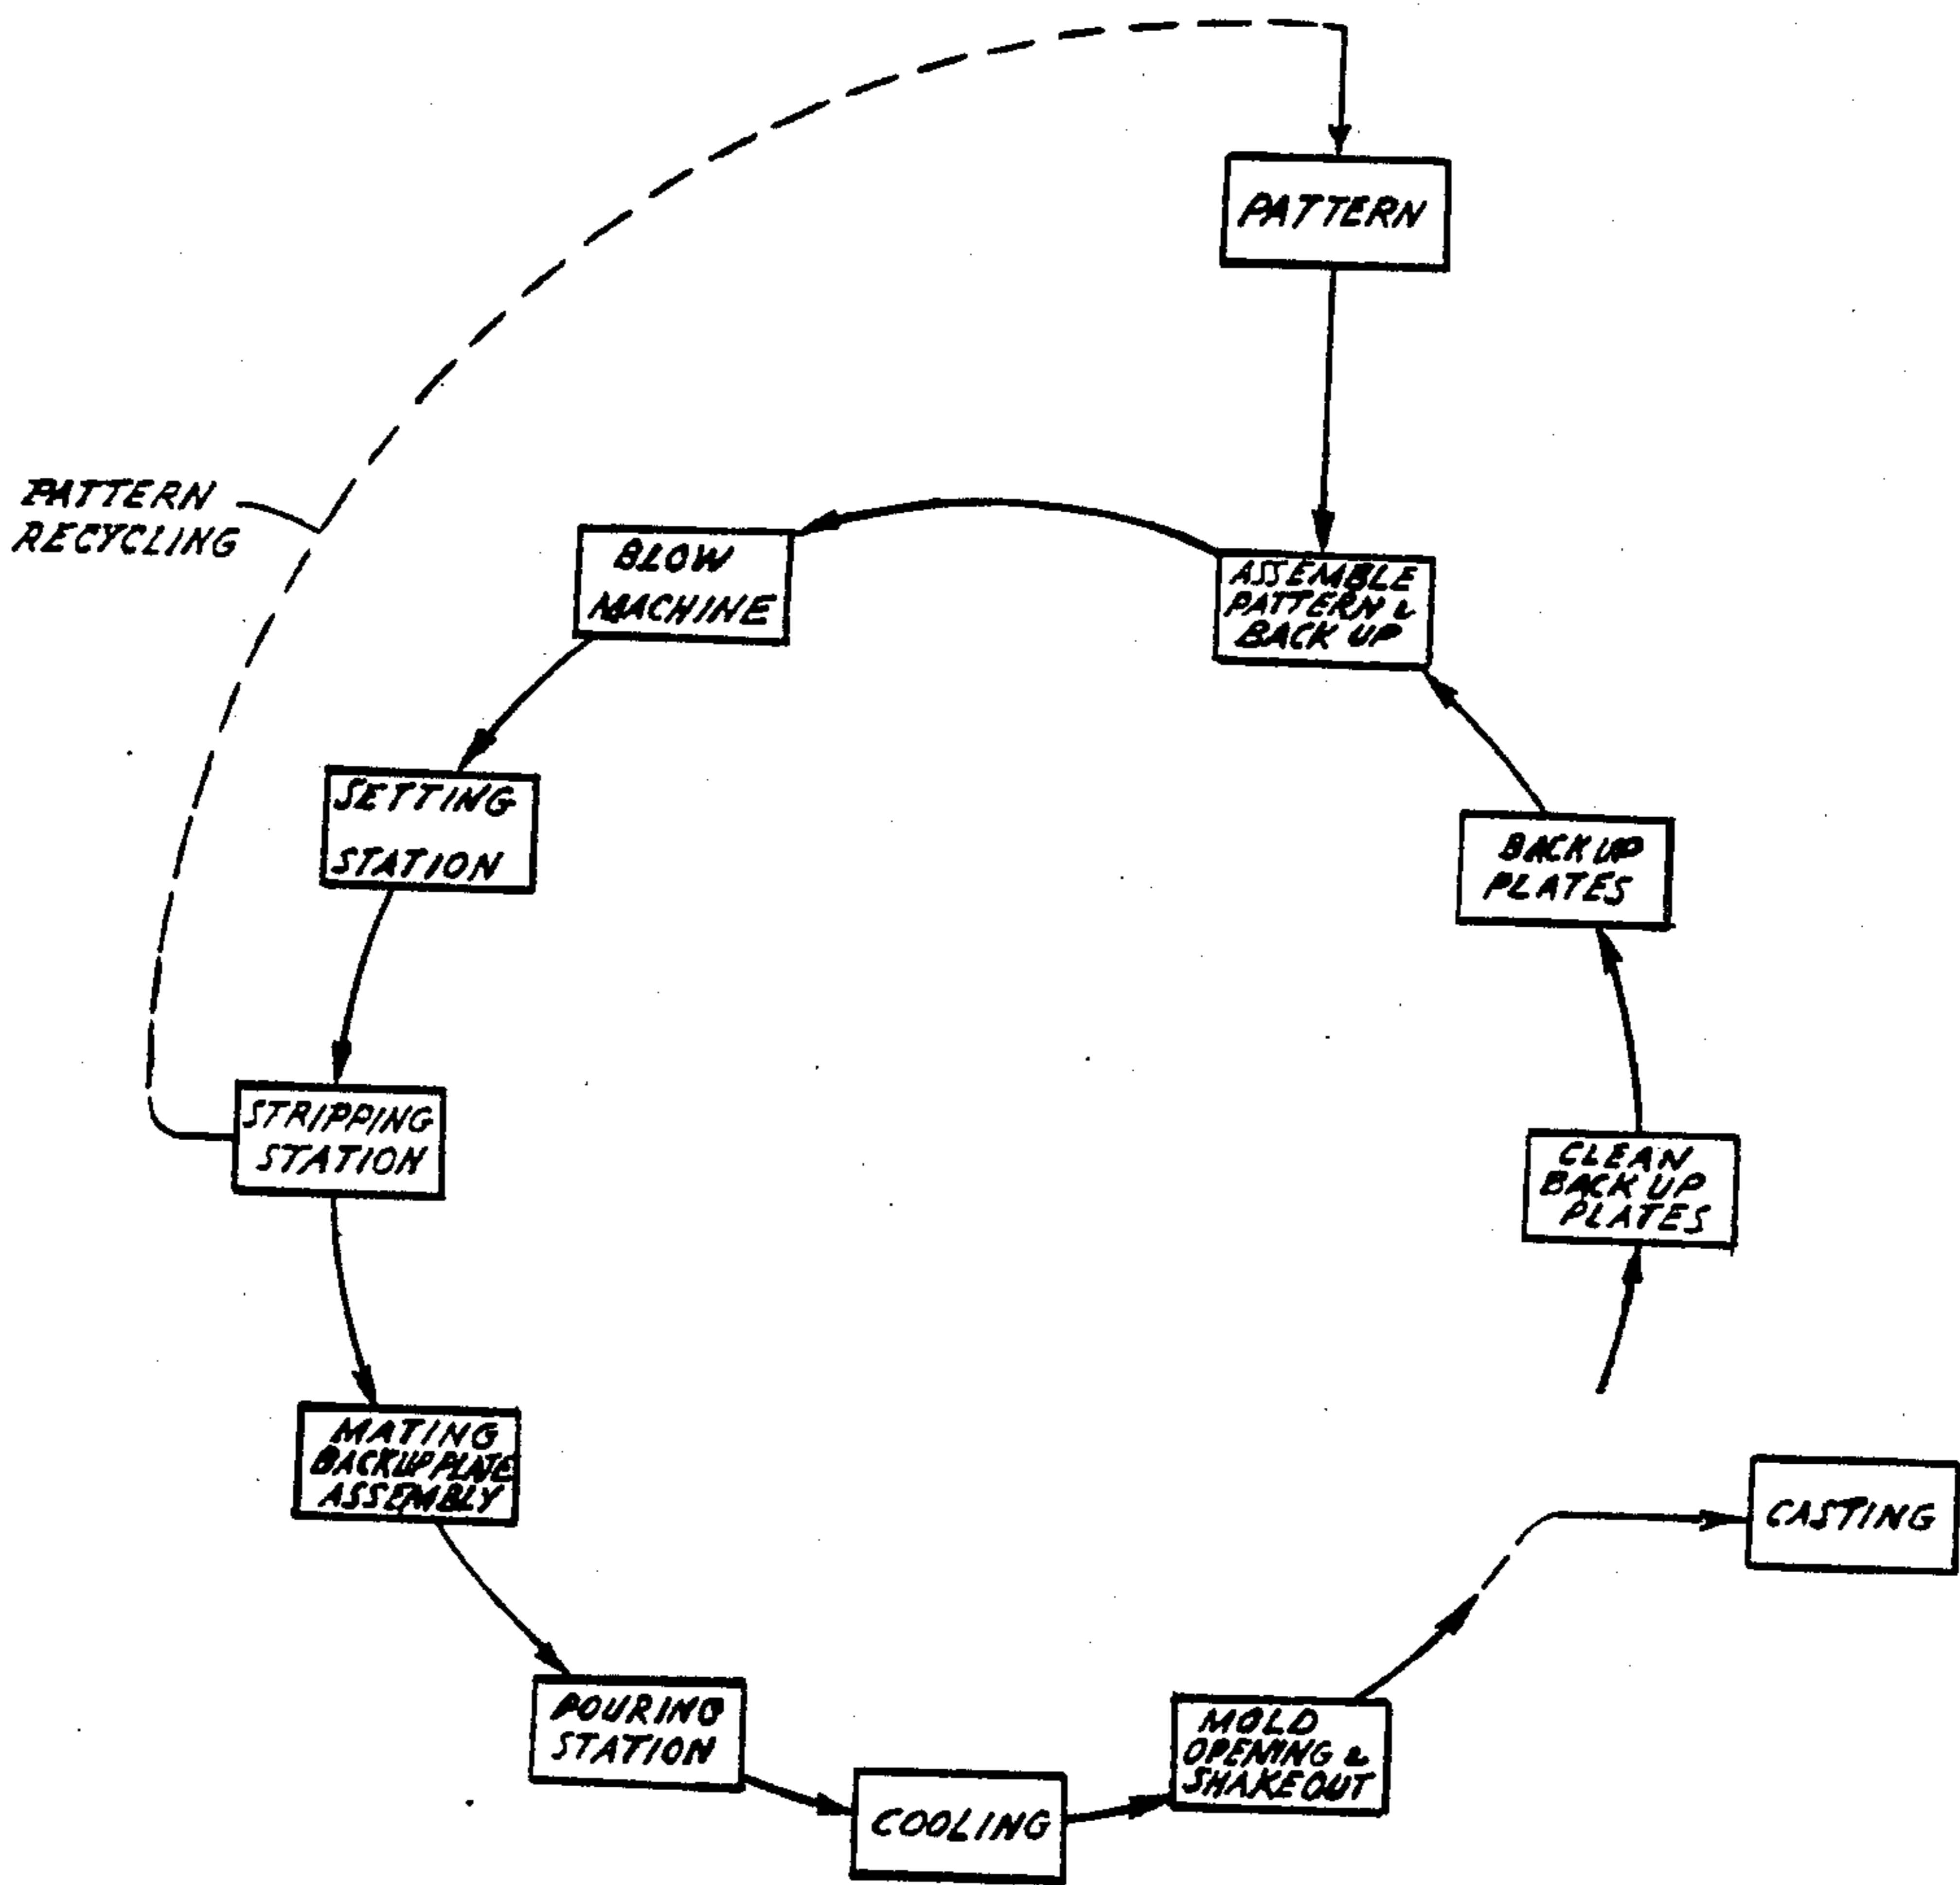 PATTERN
PATTERN
RECYCLING
BLOW
MACHINE
ASSEMBLE
PATTERN &
BACK UP
SETTING
STATION
BACK UP
PLATES
STRIPPING
STATION
CLEAN
BACK UP
PLATES
MATING
BACKUP PLATE
ASSEMBLY
CASTING
POURING
STATION
COOLING
MOLD
OPENING &
SHAKEOUT